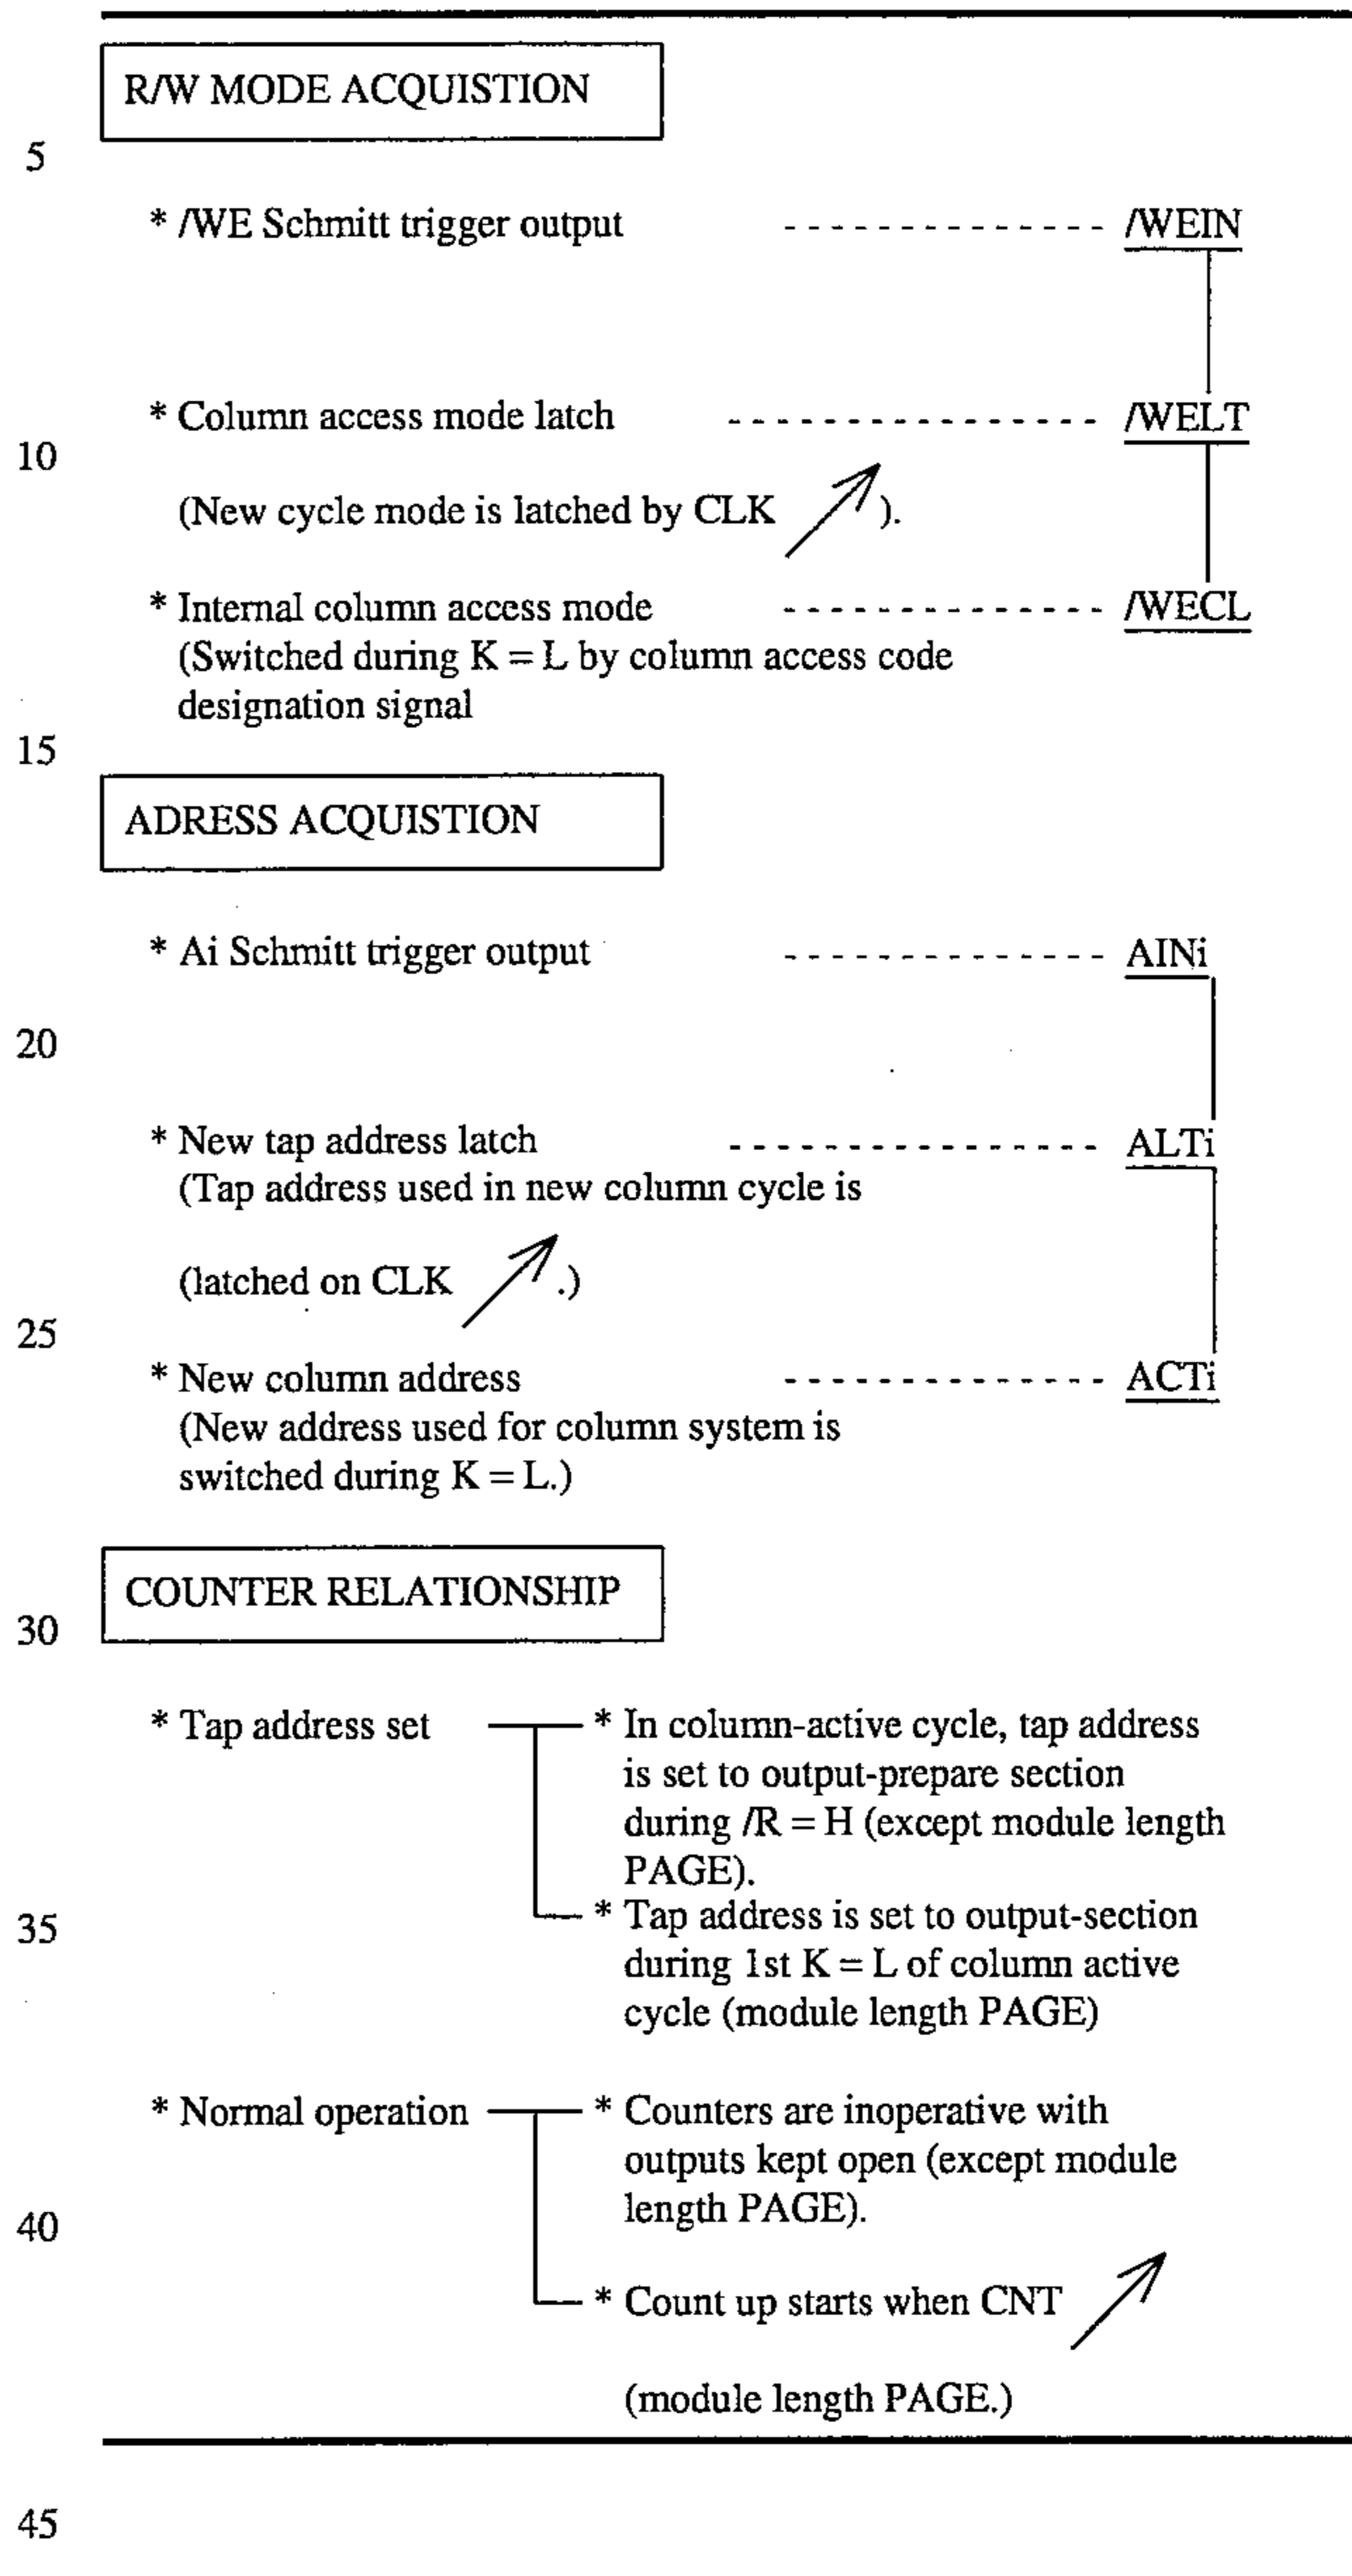 R/W MODE ACQUISTION
5
* /WE Schmitt trigger output ------------- /WEIN
* Column access mode latch --------------- /WELT
10
(New cycle mode is latched by CLK ).
* Internal column access mode ------------- /WECL
(Switched during K = L by column access code
designation signal
15
ADRESS ACQUISTION
* Ai Schmitt trigger output ------------- AINi
20
* New tap address latch --------------- ALTi
(Tap address used in new column cycle is
(latched on CLK .)
25
* New column address ------------- ACTi
(New address used for column system is
switched during K = L.)
COUNTER RELATIONSHIP
30
* Tap address set * In column-active cycle, tap address
is set to output-prepare section
during /R = H (except module length
PAGE).
35 * Tap address is set to output-section
during 1st K = L of column active
cycle (module length PAGE)
* Normal operation * Counters are inoperative with
outputs kept open (except module
length PAGE).
40
* Count up starts when CNT
(module length PAGE.)
45